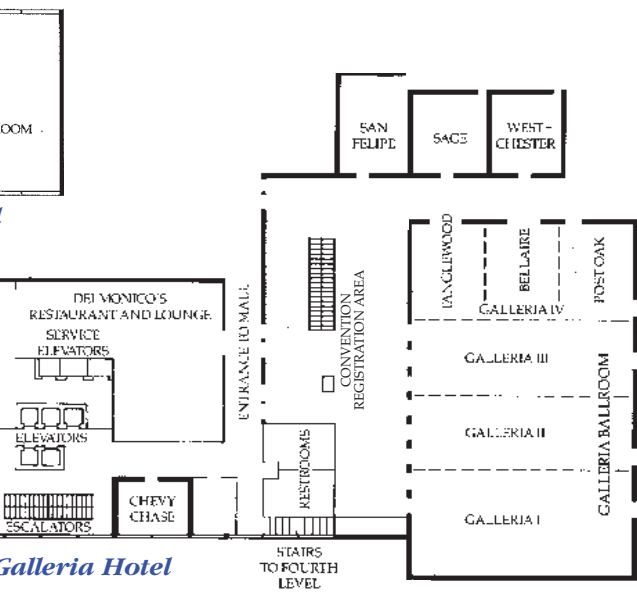 OOM
SAN
FELIPE
SAGE
WEST-
CHESTER
TANGLEWOOD
BELLAIRE
POST OAK
GALLERIA IV
DEL MONICO'S
RESTAURANT AND LOUNGE
SERVICE
ELEVATORS
ENTRANCE TO MALL
CONVENTION
REGISTRATION AREA
GALLERIA III
GALLERIA BALLROOM
GALLERIA II
ELEVATORS
RESTROOMS
CHEVY
CHASE
ESCALATORS
GALLERIA I
STAIRS
TO FOURTH
LEVEL
Galleria Hotel